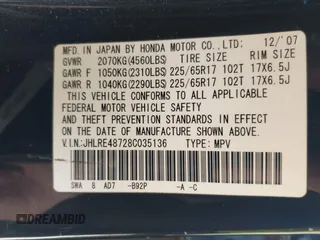 MFD. IN JAPAN BY HONDA MOTOR CO.,LTD. 12/'07
GVWR 2070KG(4560LBS) TIRE SIZE RIM SIZE
GAWR F 1050KG(2310LBS) 225/65R17 102T 17X6.5J
GAWR R 1040KG(2290LBS) 225/65R17 102T 17X6.5J
THIS VEHICLE CONFORMS TO ALL APPLICABLE
FEDERAL MOTOR VEHICLE SAFETY, BUMPER,
AND THEFT PREVENTION STANDARDS IN EFFECT
ON THE DATE OF MANUFACTURE SHOWN ABOVE.
V.I.N:JHLRE48728C035136 TYPE: MPV
SWA 8 AD7 -B92P -A -C
DREAMBID